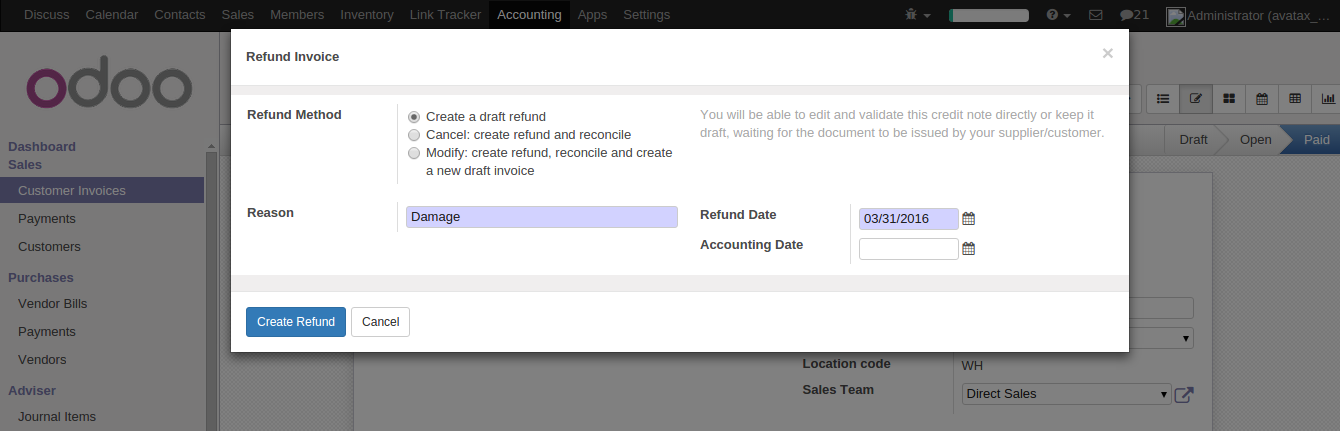 Discuss Calendar Contacts Sales Members Inventory Link Tracker Accounting Apps Settings 21 Administrator (avatax_...
Refund Invoice ×
odoo
Refund Method
Create a draft refund
Cancel: create refund and reconcile
Modify: create refund, reconcile and create
a new draft invoice
You will be able to edit and validate this credit note directly or keep it
draft, waiting for the document to be issued by your supplier/customer.
Draft Open Paid
Reason Damage
Refund Date 03/31/2016
Accounting Date
Create Refund Cancel
Dashboard
Sales
Customer Invoices
Payments
Customers
Purchases
Vendor Bills
Payments
Vendors
Adviser
Journal Items
Location code WH
Sales Team Direct Sales